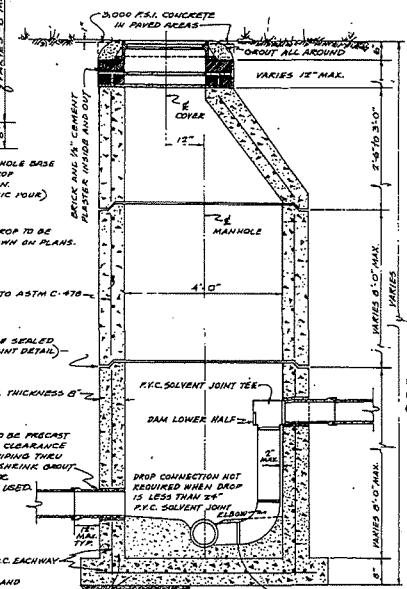 3,000 P.S.I. CONCRETE
IN PAVED AREAS
GROUT ALL AROUND
6"
VARIES 12" MAX.
℄
COVER
12"
BRICK AND ½" CEMENT
PLASTER INSIDE AND OUT
2'-6" TO 3'-0"
HOLE BASE
OP
N.
IC POUR)
ROP TO BE
WN ON PLANS.
℄
MANHOLE
4'-0"
TO ASTM C-478
VARIES 8'-0" MAX.
VARIES
SEALED
INT DETAIL)
THICKNESS 8"
P.V.C. SOLVENT JOINT TEE
DAM LOWER HALF
2"
MAX.
O BE PRECAST
CLEARANCE
PIPING THRU
SHRINK GROUT
USED.
DROP CONNECTION NOT
REQUIRED WHEN DROP
IS LESS THAN 24"
P.V.C. SOLVENT JOINT
ELBOW
12"
MAX.
TYP.
VARIES 8'-0" MAX.
.C. EACHWAY
AND
8"